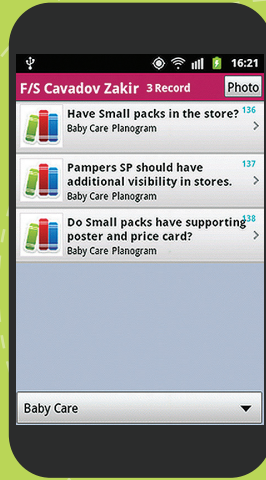 16:21
F/S Cavadov Zakir 3 Record Photo
Have Small packs in the store? 136
Baby Care Planogram
Pampers SP should have 137
additional visibility in stores.
Baby Care Planogram
Do Small packs have supporting 138
poster and price card?
Baby Care Planogram
Baby Care